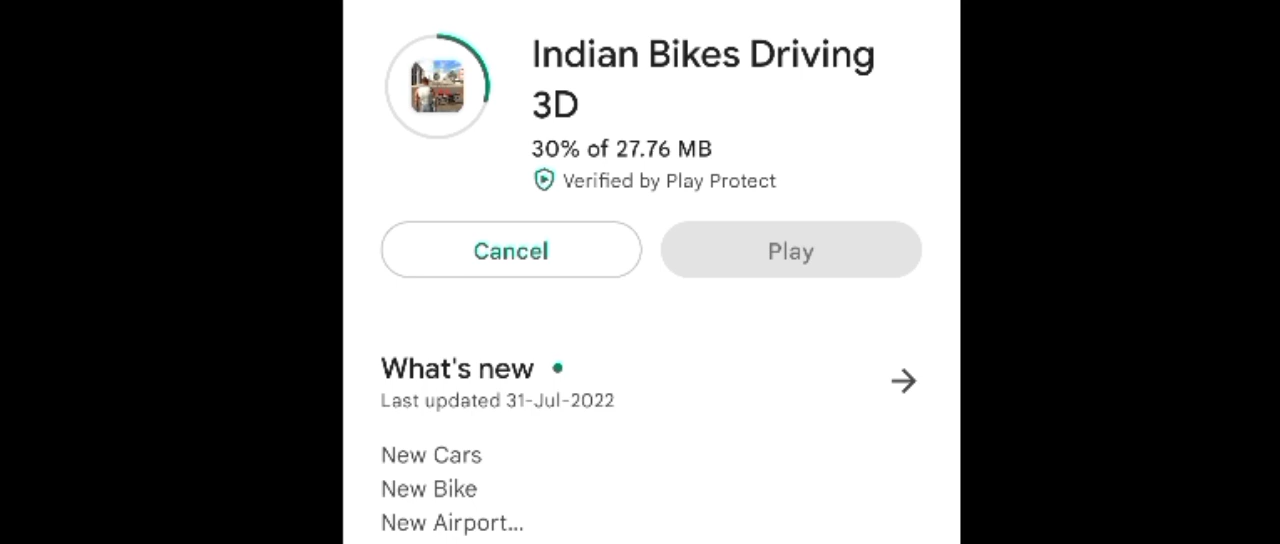 Indian Bikes Driving
3D
30% of 27.76 MB
Verified by Play Protect
Cancel
Play
What's new
Last updated 31-Jul-2022
New Cars
New Bike
New Airport...